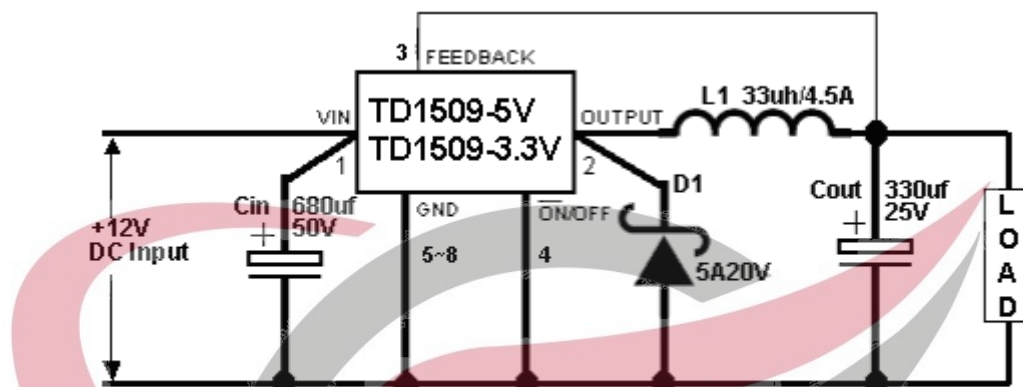 3 FEEDBACK
VIN
TD1509-5V
TD1509-3.3V
OUTPUT
L1 33uh/4.5A
1
2
D1
Cin 680uf
50V
+
GND
ON/OFF
Cout 330uf
25V
+
+12V
DC Input
5~8
4
5A20V
L
O
A
D